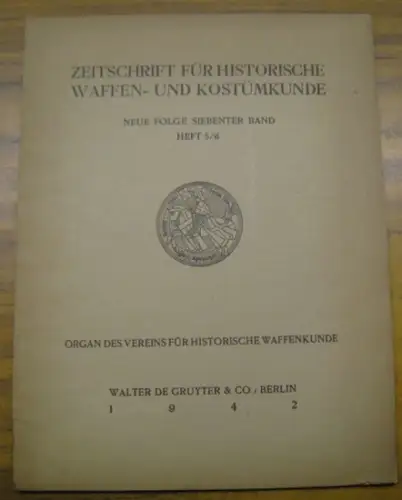 ZEITSCHRIFT FÜR HISTORISCHE
WAFFEN- UND KOSTÜMKUNDE
NEUE FOLGE SIEBENTER BAND
HEFT 5/6
ORGAN DES VEREINS FÜR HISTORISCHE WAFFENKUNDE
WALTER DE GRUYTER & CO / BERLIN
1 9 4 2